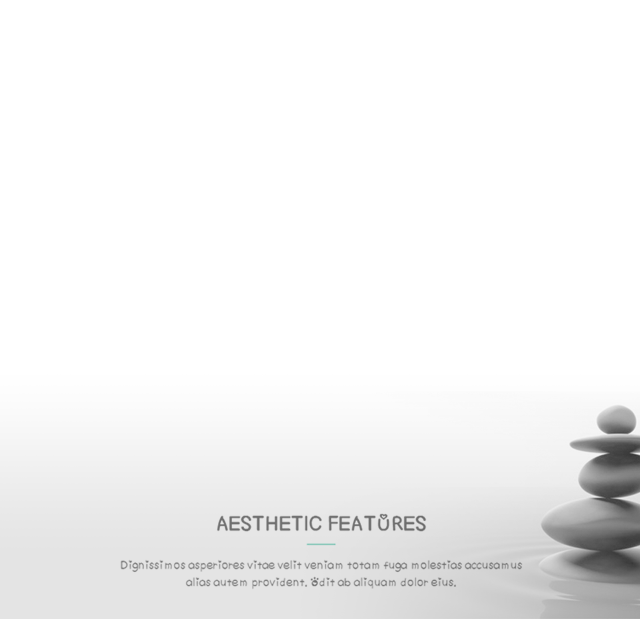 AESTHETIC FEATURES
Dignissimos asperiores vitae velit veniam totam fuga molestias accusamus
alias autem provident. Odit ab aliquam dolor eius.